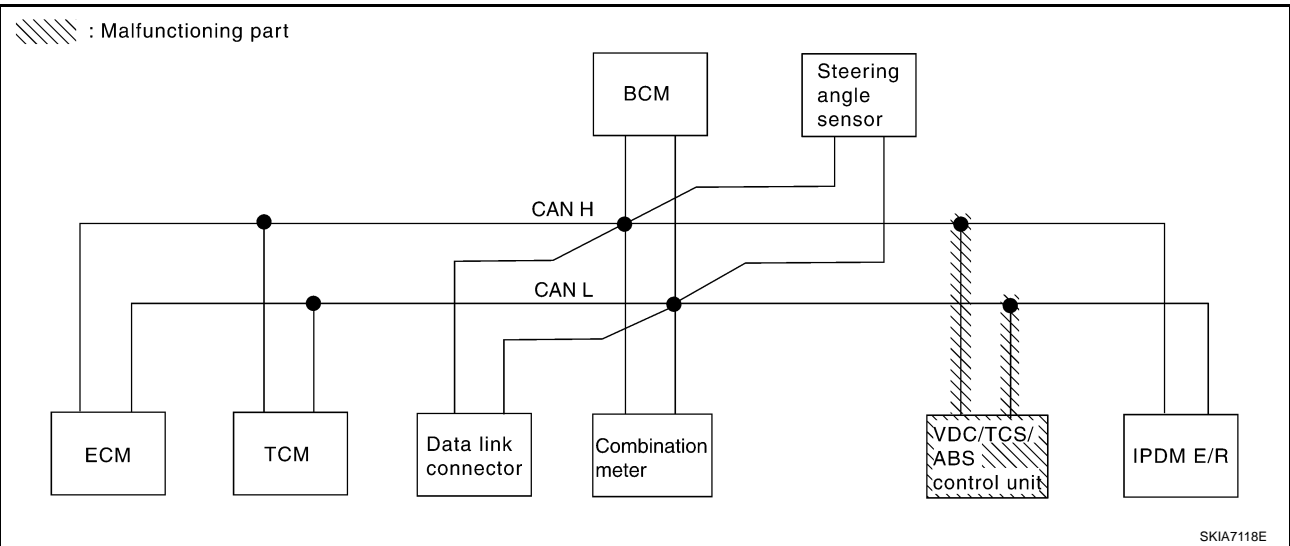 : Malfunctioning part
BCM
Steering
angle
sensor
CAN H
CAN L
ECM
TCM
Data link
connector
Combination
meter
VDC/TCS/
ABS
control unit
IPDM E/R
SKIA7118E